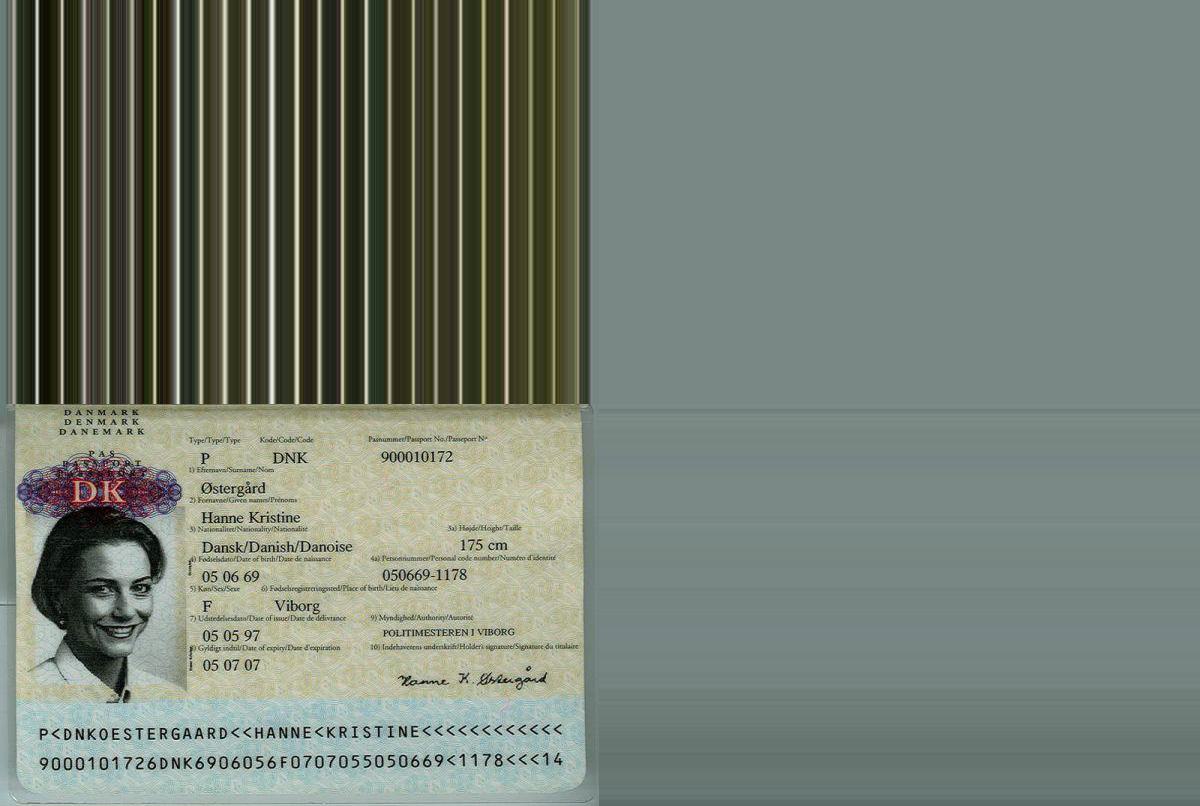 DANMARK
DENMARK
DANEMARK
PAS
PASSPORT
DK
Type/Type/Type Kode/Code/Code Pasnummer/Passport No./Passeport Nº
P DNK 900010172
1) Efternavn/Surname/Nom
Østergård
2) Fornavne/Given names/Prénoms
Hanne Kristine
3) Nationalitet/Nationality/Nationalité 3a) Højde/Height/Taille
Dansk/Danish/Danoise 175 cm
4) Fødselsdato/Date of birth/Date de naissance 4a) Personnummer/Personal code number/Numéro d'identité
05 06 69 050669-1178
5) Køn/Sex/Sexe 6) Fødselsregistreringssted/Place of birth/Lieu de naissance
F Viborg
7) Udstedelsesdato/Date of issue/Date de délivrance 9) Myndighed/Authority/Autorité
05 05 97 POLITIMESTEREN I VIBORG
8) Gyldigt indtil/Date of expiry/Date d'expiration 10) Indehaverens underskrift/Holder's signature/Signature du titulaire
05 07 07
Hanne K. Østergård
P<DNKOESTERGAARD<<HANNE<KRISTINE<<<<<<<<<<<<
9000101726DNK6906056F0707055050669<1178<<<14